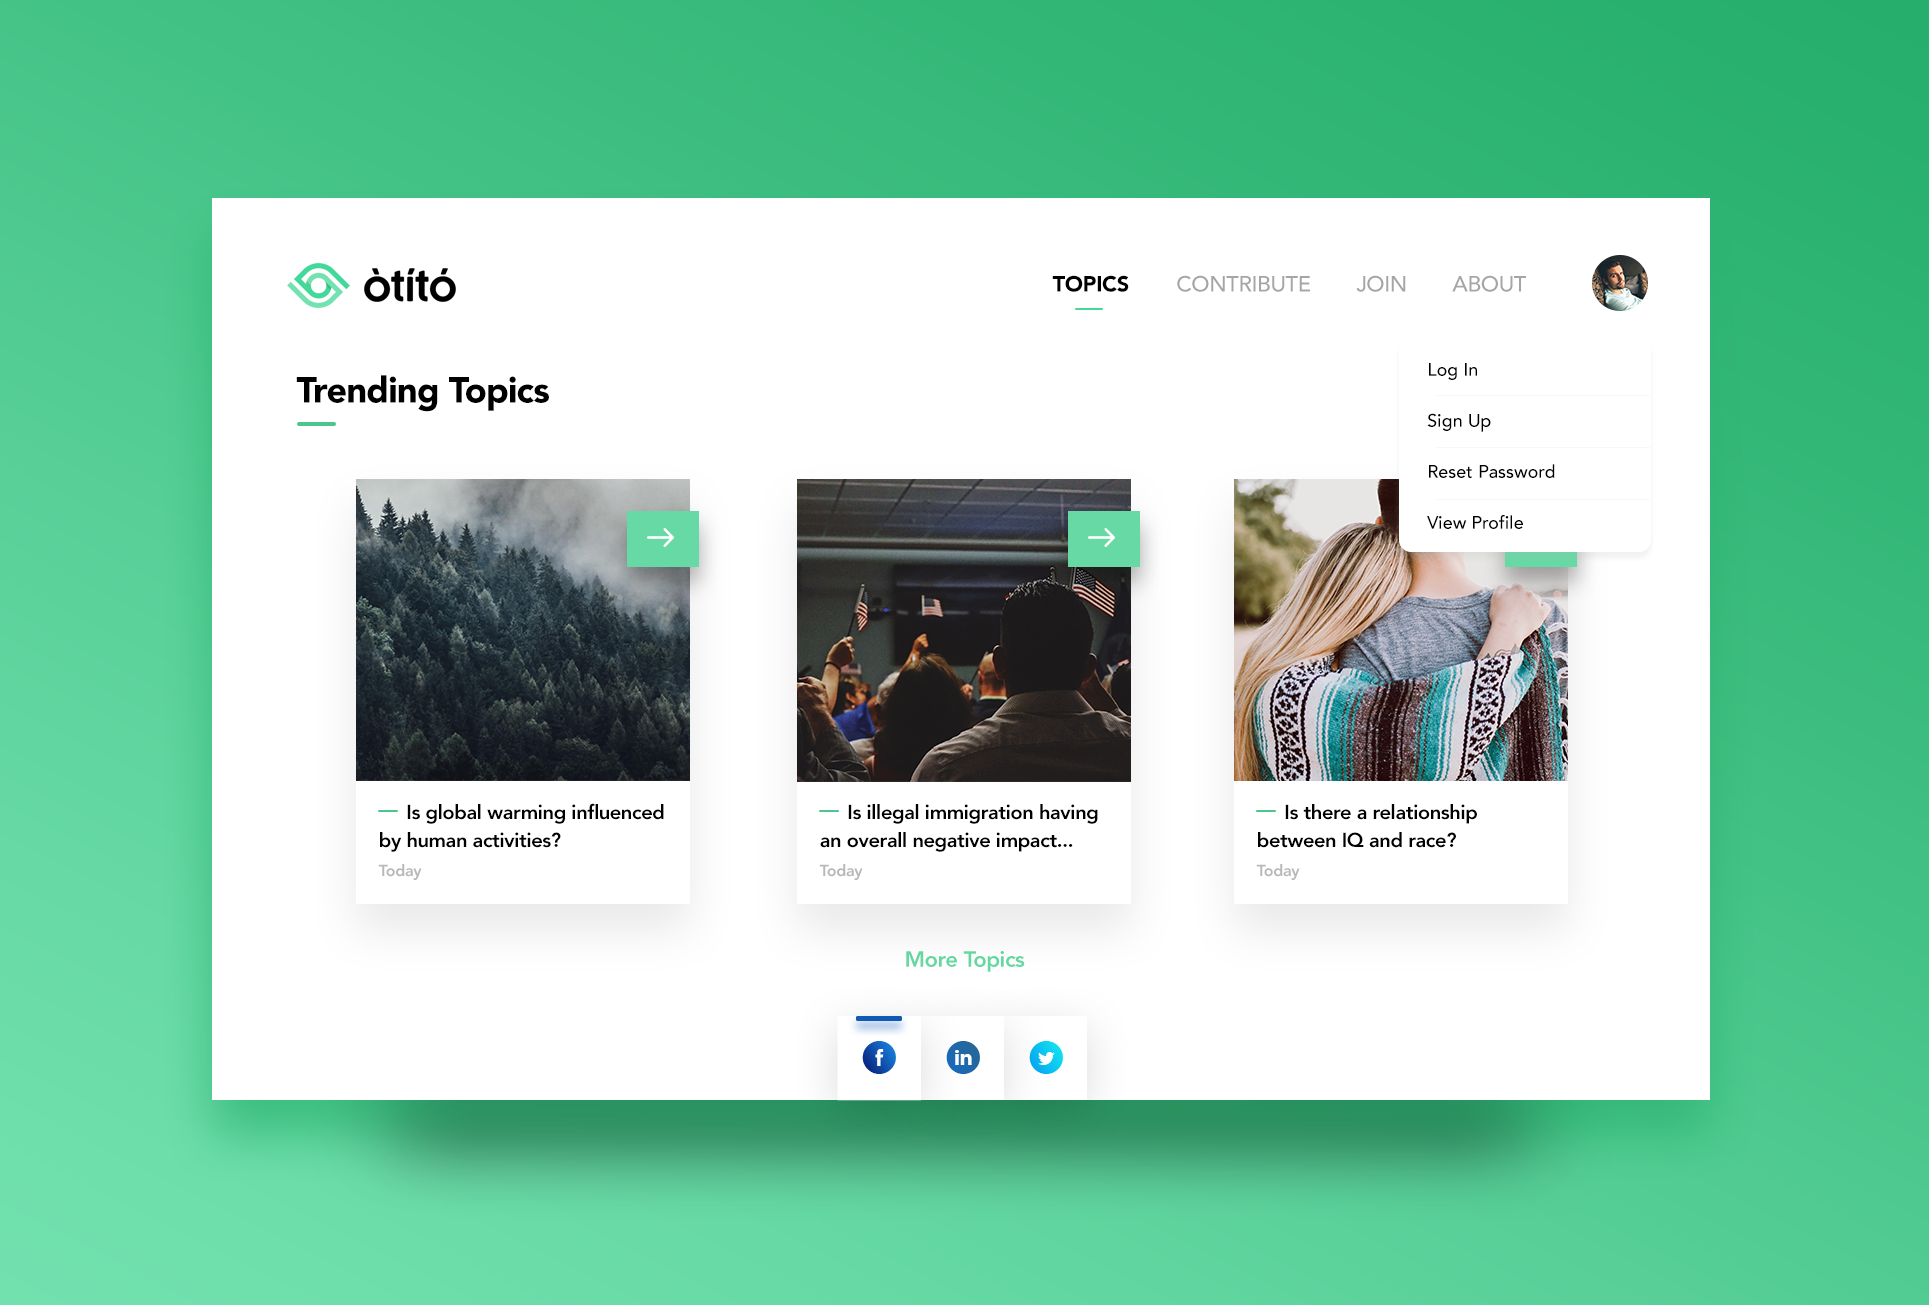 òtító
TOPICS
CONTRIBUTE
JOIN
ABOUT
Log In
Sign Up
Reset Password
View Profile
Trending Topics
Is global warming influenced
by human activities?
Today
Is illegal immigration having
an overall negative impact...
Today
Is there a relationship
between IQ and race?
Today
More Topics
f
in